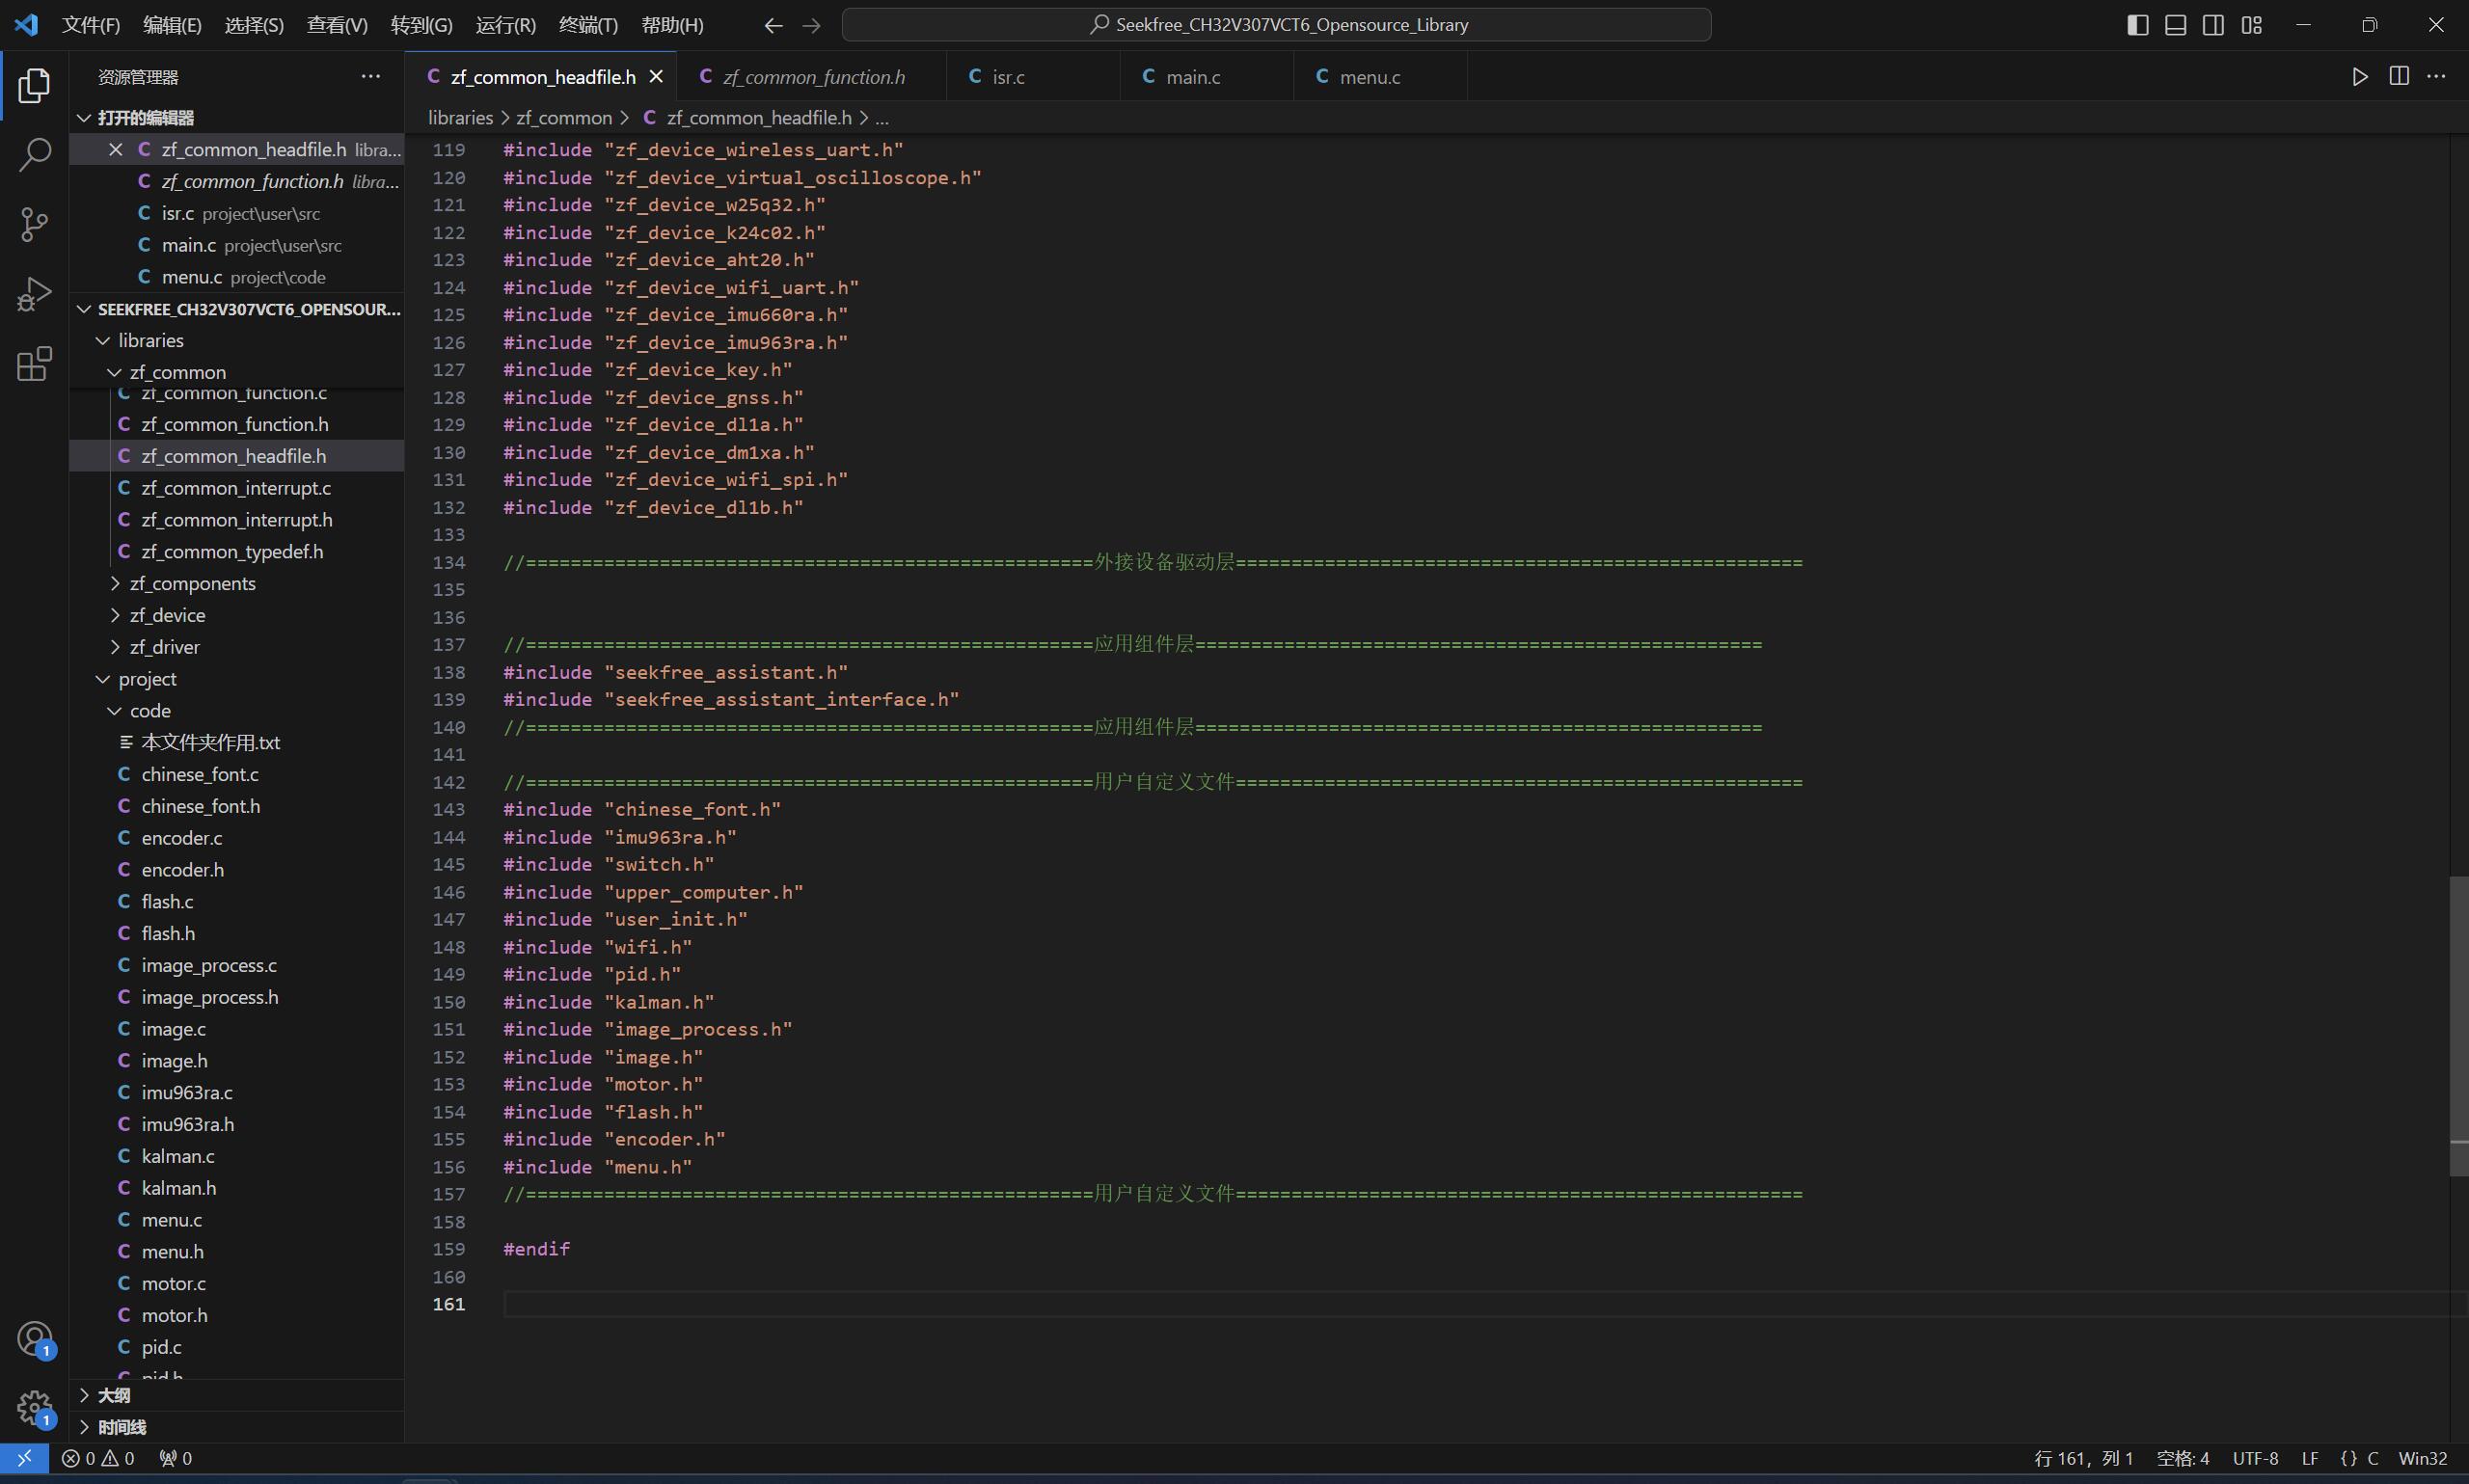 文件(F) 编辑(E) 选择(S) 查看(V) 转到(G) 运行(R) 终端(T) 帮助(H) Seekfree_CH32V307VCT6_Opensource_Library
资源管理器
打开的编辑器
zf_common_headfile.h libra...
zf_common_function.h libra...
isr.c project\user\src
main.c project\user\src
menu.c project\code
SEEKFREE_CH32V307VCT6_OPENSOUR...
libraries
zf_common
C zf_common_function.c
C zf_common_function.h
C zf_common_headfile.h
C zf_common_interrupt.c
C zf_common_interrupt.h
C zf_common_typedef.h
zf_components
zf_device
zf_driver
project
code
本文件夹作用.txt
C chinese_font.c
C chinese_font.h
C encoder.c
C encoder.h
C flash.c
C flash.h
C image_process.c
C image_process.h
C image.c
C image.h
C imu963ra.c
C imu963ra.h
C kalman.c
C kalman.h
C menu.c
C menu.h
C motor.c
C motor.h
C pid.c
C pid.h
大纲
时间线
C zf_common_headfile.h C zf_common_function.h C isr.c C main.c C menu.c
libraries > zf_common > C zf_common_headfile.h > ...
119 #include "zf_device_wireless_uart.h"
120 #include "zf_device_virtual_oscilloscope.h"
121 #include "zf_device_w25q32.h"
122 #include "zf_device_k24c02.h"
123 #include "zf_device_aht20.h"
124 #include "zf_device_wifi_uart.h"
125 #include "zf_device_imu660ra.h"
126 #include "zf_device_imu963ra.h"
127 #include "zf_device_key.h"
128 #include "zf_device_gnss.h"
129 #include "zf_device_dl1a.h"
130 #include "zf_device_dm1xa.h"
131 #include "zf_device_wifi_spi.h"
132 #include "zf_device_dl1b.h"
133
134 //===================================================外接设备驱动层===================================================
135
136
137 //===================================================应用组件层===================================================
138 #include "seekfree_assistant.h"
139 #include "seekfree_assistant_interface.h"
140 //===================================================应用组件层===================================================
141
142 //===================================================用户自定义文件===================================================
143 #include "chinese_font.h"
144 #include "imu963ra.h"
145 #include "switch.h"
146 #include "upper_computer.h"
147 #include "user_init.h"
148 #include "wifi.h"
149 #include "pid.h"
150 #include "kalman.h"
151 #include "image_process.h"
152 #include "image.h"
153 #include "motor.h"
154 #include "flash.h"
155 #include "encoder.h"
156 #include "menu.h"
157 //===================================================用户自定义文件===================================================
158
159 #endif
160
161
1
1
0 0 0 行 161，列 1 空格: 4 UTF-8 LF {} C Win32